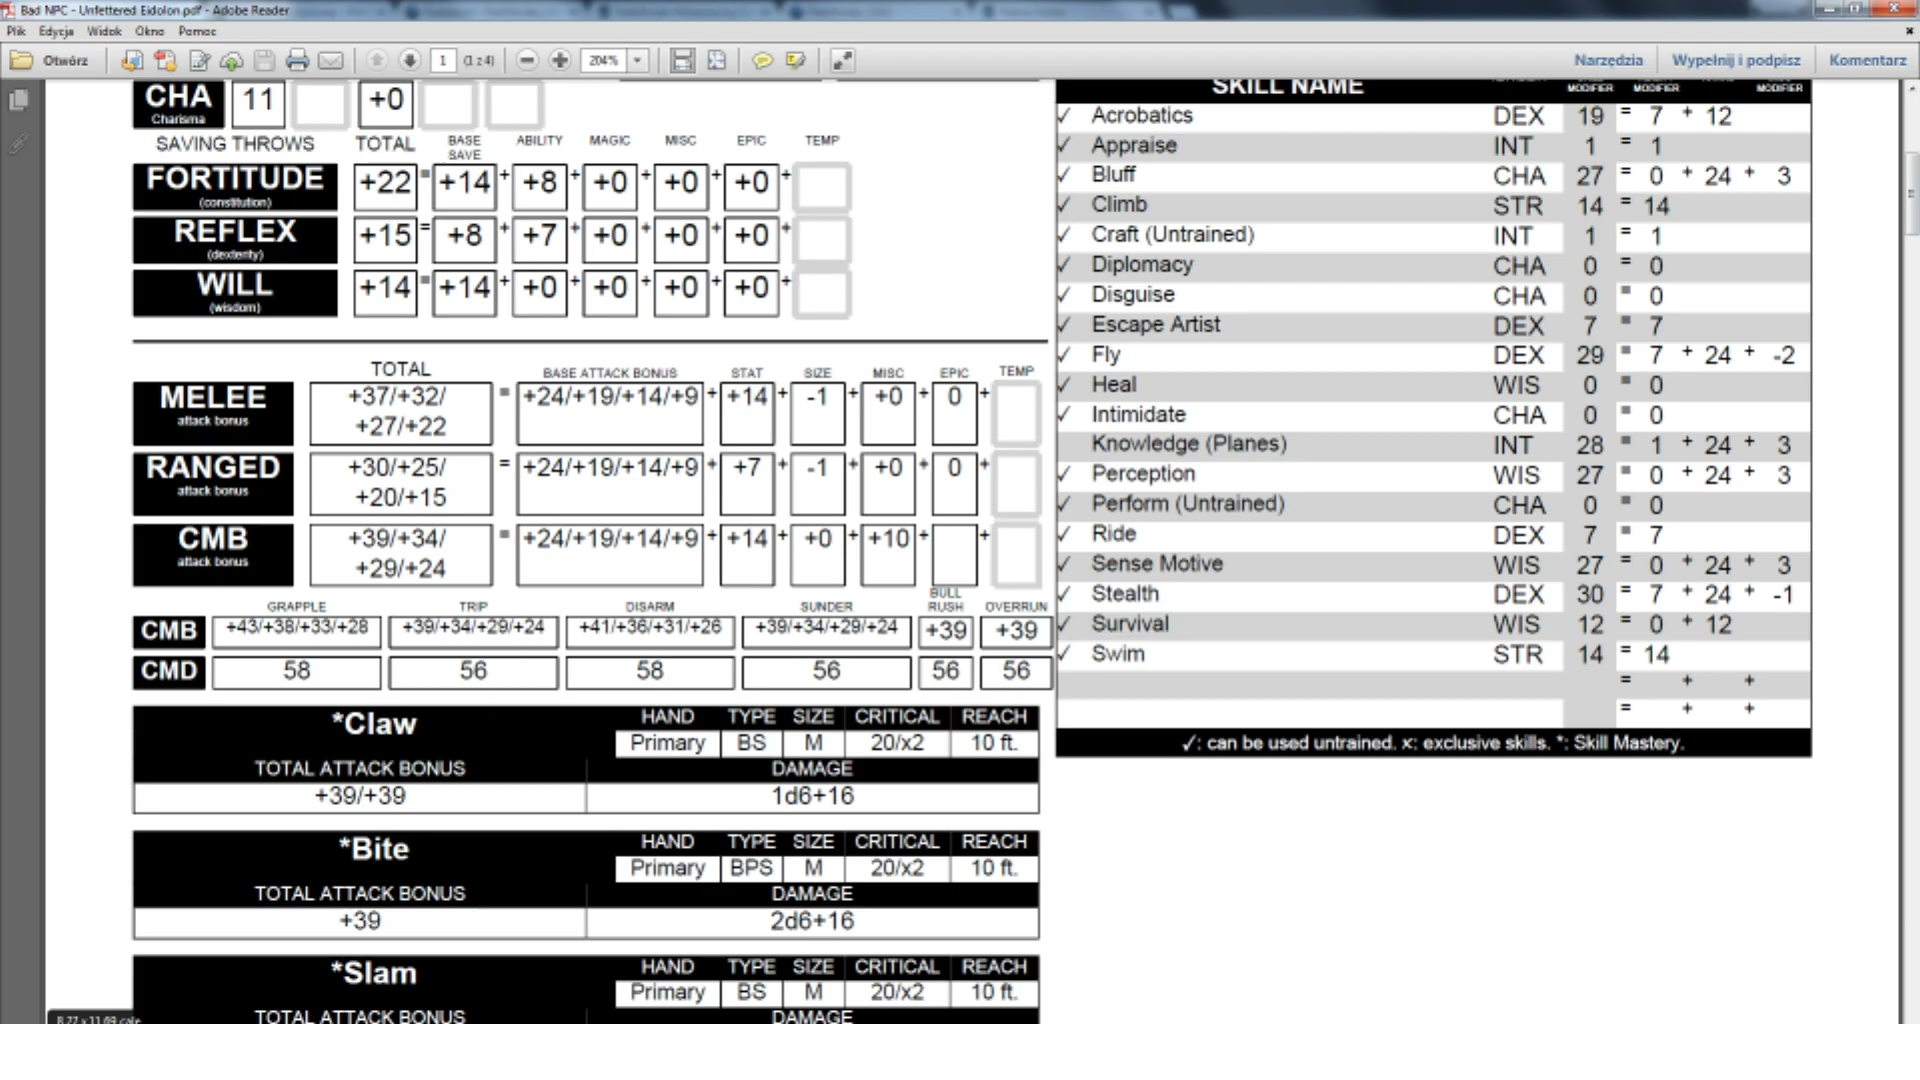 Bad NPC - Unfettered Eidolon.pdf - Adobe Reader
Plik Edycja Widok Okno Pomoc
Otwórz 1 (1 z 4) 204% Narzędzia Wypełnij i podpisz Komentarz
CHA 11 +0
Charisma
SAVING THROWS TOTAL BASE SAVE ABILITY MAGIC MISC EPIC TEMP
FORTITUDE +22 = +14 + +8 + +0 + +0 + +0 +
(constitution)
REFLEX +15 = +8 + +7 + +0 + +0 + +0 +
(dexterity)
WILL +14 = +14 + +0 + +0 + +0 + +0 +
(wisdom)
TOTAL BASE ATTACK BONUS STAT SIZE MISC EPIC TEMP
MELEE +37/+32/ = +24/+19/+14/+9 + +14 + -1 + +0 + 0 +
attack bonus +27/+22
RANGED +30/+25/ = +24/+19/+14/+9 + +7 + -1 + +0 + 0 +
attack bonus +20/+15
CMB +39/+34/ = +24/+19/+14/+9 + +14 + +0 + +10 + +
attack bonus +29/+24
GRAPPLE TRIP DISARM SUNDER BULL RUSH OVERRUN
CMB +43/+38/+33/+28 +39/+34/+29/+24 +41/+36/+31/+26 +39/+34/+29/+24 +39 +39
CMD 58 56 58 56 56 56
*Claw HAND TYPE SIZE CRITICAL REACH
Primary BS M 20/x2 10 ft.
TOTAL ATTACK BONUS DAMAGE
+39/+39 1d6+16
*Bite HAND TYPE SIZE CRITICAL REACH
Primary BPS M 20/x2 10 ft.
TOTAL ATTACK BONUS DAMAGE
+39 2d6+16
*Slam HAND TYPE SIZE CRITICAL REACH
Primary BS M 20/x2 10 ft.
TOTAL ATTACK BONUS DAMAGE
SKILL NAME MODIFIER MODIFIER MODIFIER
✓ Acrobatics DEX 19 = 7 + 12
✓ Appraise INT 1 = 1
✓ Bluff CHA 27 = 0 + 24 + 3
✓ Climb STR 14 = 14
✓ Craft (Untrained) INT 1 = 1
✓ Diplomacy CHA 0 = 0
✓ Disguise CHA 0 = 0
✓ Escape Artist DEX 7 = 7
✓ Fly DEX 29 = 7 + 24 + -2
✓ Heal WIS 0 = 0
✓ Intimidate CHA 0 = 0
Knowledge (Planes) INT 28 = 1 + 24 + 3
✓ Perception WIS 27 = 0 + 24 + 3
✓ Perform (Untrained) CHA 0 = 0
✓ Ride DEX 7 = 7
✓ Sense Motive WIS 27 = 0 + 24 + 3
✓ Stealth DEX 30 = 7 + 24 + -1
✓ Survival WIS 12 = 0 + 12
✓ Swim STR 14 = 14
= + +
= + +
✓: can be used untrained. x: exclusive skills. *: Skill Mastery.